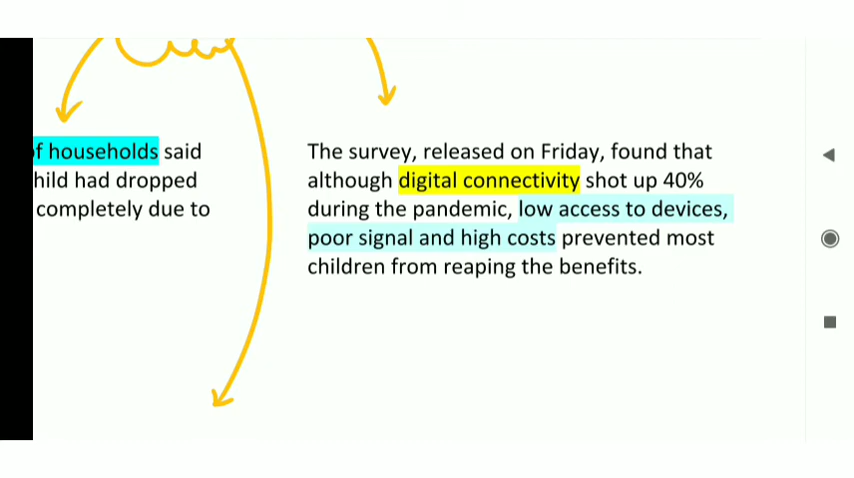 of households said
hild had dropped
completely due to
The survey, released on Friday, found that
although digital connectivity shot up 40%
during the pandemic, low access to devices,
poor signal and high costs prevented most
children from reaping the benefits.